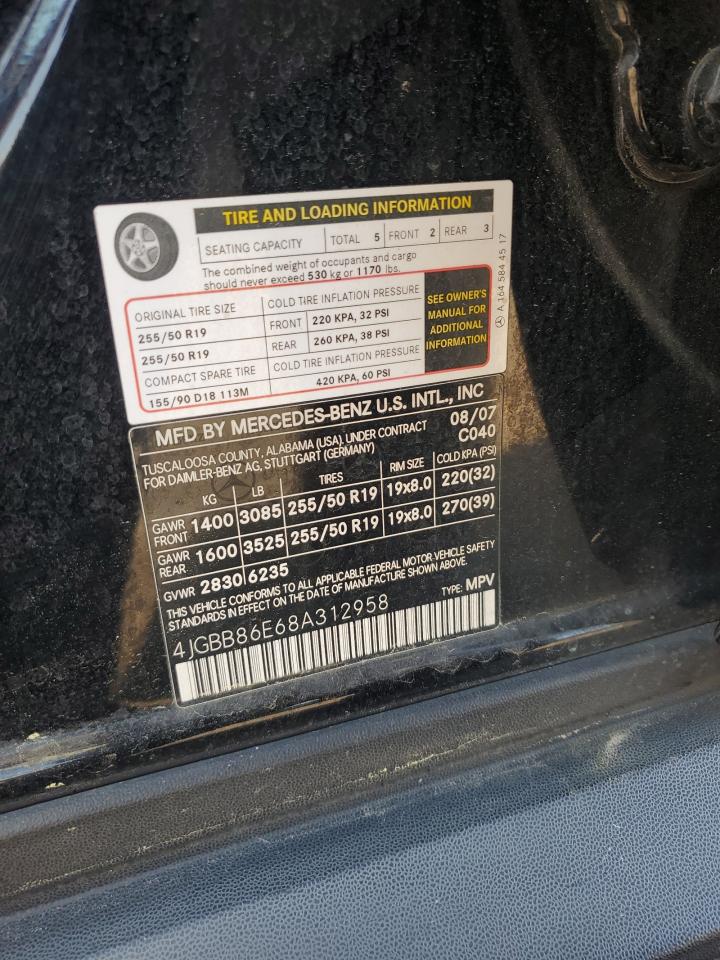 TIRE AND LOADING INFORMATION
SEATING CAPACITY TOTAL 5 FRONT 2 REAR 3
The combined weight of occupants and cargo
should never exceed 530 kg or 1170 lbs.
ORIGINAL TIRE SIZE COLD TIRE INFLATION PRESSURE
255/50 R19 FRONT 220 KPA, 32 PSI
255/50 R19 REAR 260 KPA, 38 PSI
COMPACT SPARE TIRE COLD TIRE INFLATION PRESSURE
155/90 D18 113M 420 KPA, 60 PSI
SEE OWNER'S
MANUAL FOR
ADDITIONAL
INFORMATION
A 164 584 45 17
MFD BY MERCEDES-BENZ U.S. INTL., INC
TUSCALOOSA COUNTY, ALABAMA (USA). UNDER CONTRACT 08/07
FOR DAIMLER-BENZ AG, STUTTGART (GERMANY) C040
KG LB TIRES RIM SIZE COLD KPA (PSI)
GAWR FRONT 1400 3085 255/50 R19 19x8.0 220(32)
GAWR REAR 1600 3525 255/50 R19 19x8.0 270(39)
GVWR 2830 6235
THIS VEHICLE CONFORMS TO ALL APPLICABLE FEDERAL MOTOR VEHICLE SAFETY
STANDARDS IN EFFECT ON THE DATE OF MANUFACTURE SHOWN ABOVE.
4JGBB86E68A312958 TYPE: MPV